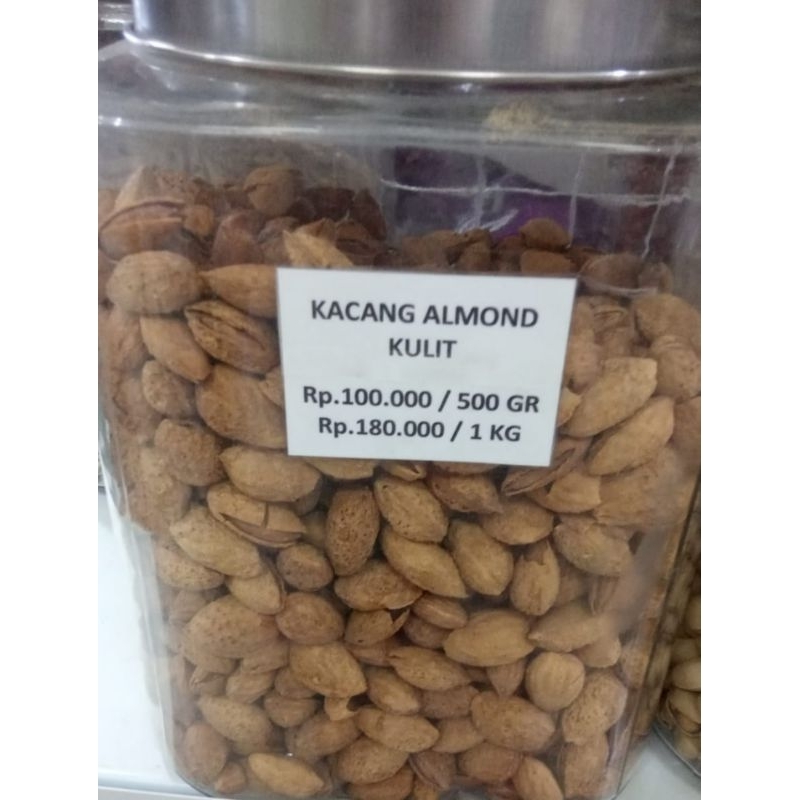 KACANG ALMOND
KULIT
Rp.100.000 / 500 GR
Rp.180.000 / 1 KG